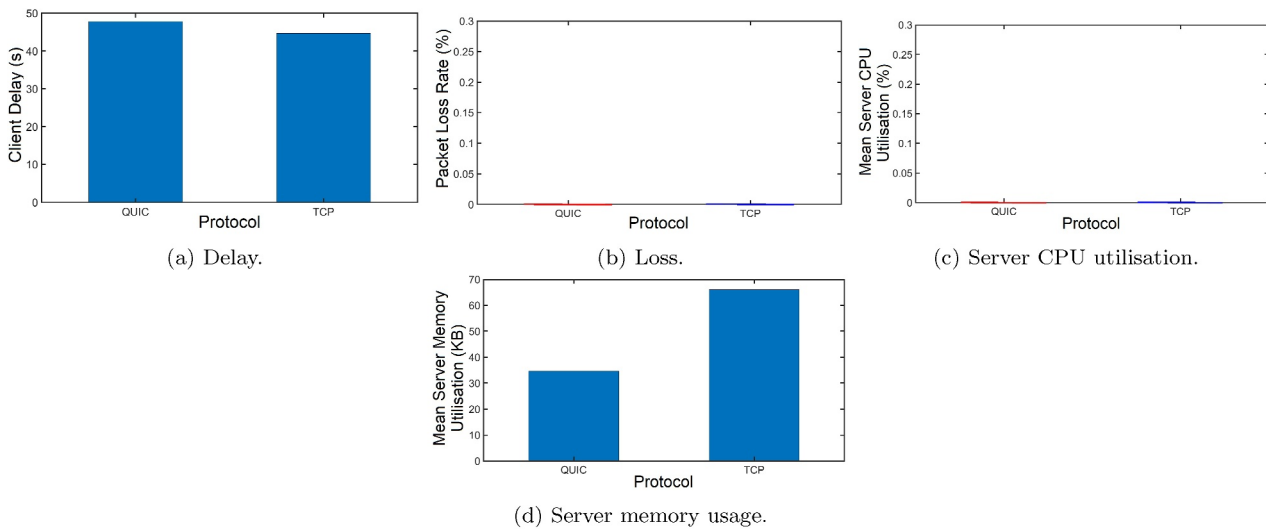 50
40
30
20
10
0
Client Delay (s)
QUIC
TCP
Protocol
(a) Delay.
0.3
0.25
0.2
0.15
0.1
0.05
0
Packet Loss Rate (%)
QUIC
TCP
Protocol
(b) Loss.
0.3
0.25
0.2
0.15
0.1
0.05
0
Mean Server CPU
Utilisation (%)
QUIC
TCP
Protocol
(c) Server CPU utilisation.
70
60
50
40
30
20
10
0
Mean Server Memory
Utilisation (KB)
QUIC
TCP
Protocol
(d) Server memory usage.